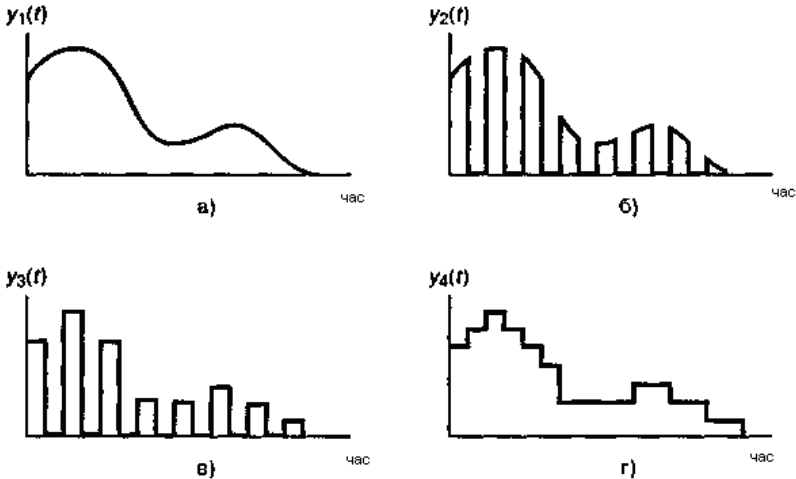 y₁(t)
час
а)
y₂(t)
час
б)
y₃(t)
час
в)
y₄(t)
час
г)